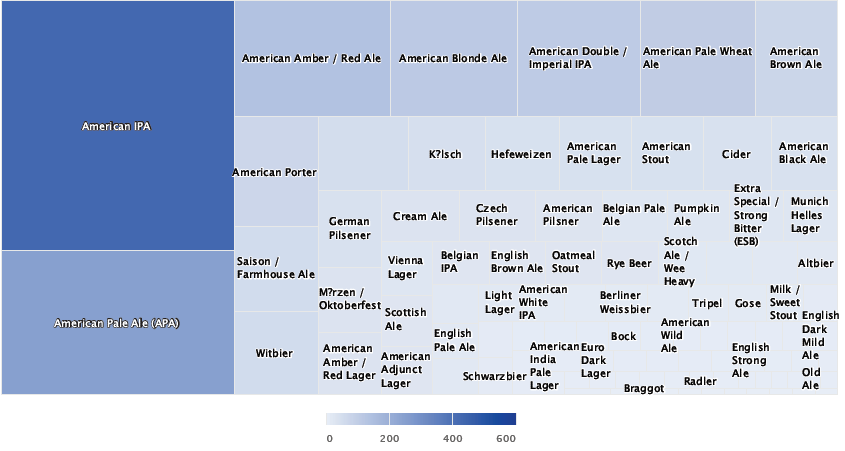 American IPA
American Pale Ale (APA)
American Amber / Red Ale
American Blonde Ale
American Double /
Imperial IPA
American Pale Wheat
Ale
American
Brown Ale
American Porter
K?lsch
Hefeweizen
American
Pale Lager
American
Stout
Cider
American
Black Ale
German
Pilsener
Cream Ale
Czech
Pilsener
American
Pilsner
Belgian Pale
Ale
Pumpkin
Ale
Extra
Special /
Strong
Bitter
(ESB)
Munich
Helles
Lager
Saison /
Farmhouse Ale
Witbier
M?rzen /
Oktoberfest
American
Amber /
Red Lager
Vienna
Lager
Scottish
Ale
American
Adjunct
Lager
Belgian
IPA
English
Brown Ale
Oatmeal
Stout
Rye Beer
Scotch
Ale /
Wee
Heavy
Altbier
Light
Lager
American
White
IPA
Berliner
Weissbier
Tripel
Gose
Milk /
Sweet
Stout
English
Dark
Mild
Ale
English
Pale Ale
Schwarzbier
American
India
Pale
Lager
Euro
Dark
Lager
Bock
American
Wild
Ale
English
Strong
Ale
Braggot
Radler
Old
Ale
0 200 400 600